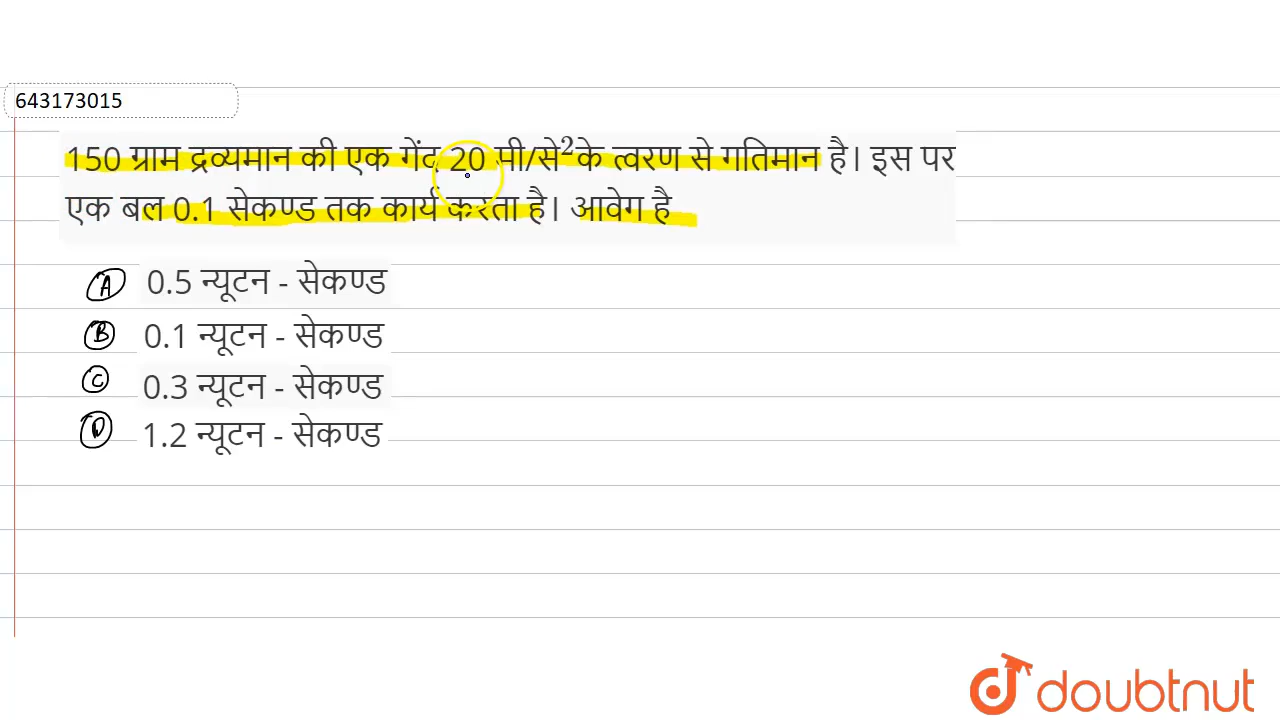 643173015
150 ग्राम द्रव्यमान की एक गेंद 20 मी/से²के त्वरण से गतिमान है। इस पर
एक बल 0.1 सेकण्ड तक कार्य करता है। आवेग है
A 0.5 न्यूटन - सेकण्ड
B 0.1 न्यूटन - सेकण्ड
C 0.3 न्यूटन - सेकण्ड
D 1.2 न्यूटन - सेकण्ड
doubtnut